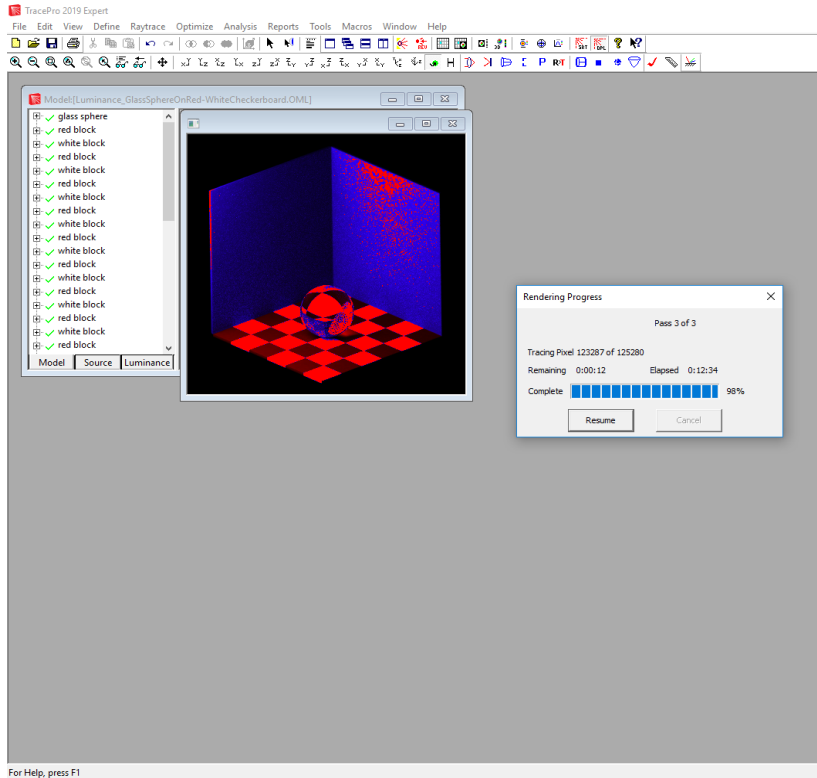 TracePro 2019 Expert
File Edit View Define Raytrace Optimize Analysis Reports Tools Macros Window Help
Model:[Luminance_GlassSphereOnRed-WhiteCheckerboard.OML]
glass sphere
red block
white block
red block
white block
red block
white block
red block
white block
red block
white block
red block
white block
red block
white block
red block
white block
red block
Model Source Luminance
Rendering Progress
Pass 3 of 3
Tracing Pixel 123287 of 125280
Remaining 0:00:12 Elapsed 0:12:34
Complete 98%
Resume Cancel
For Help, press F1